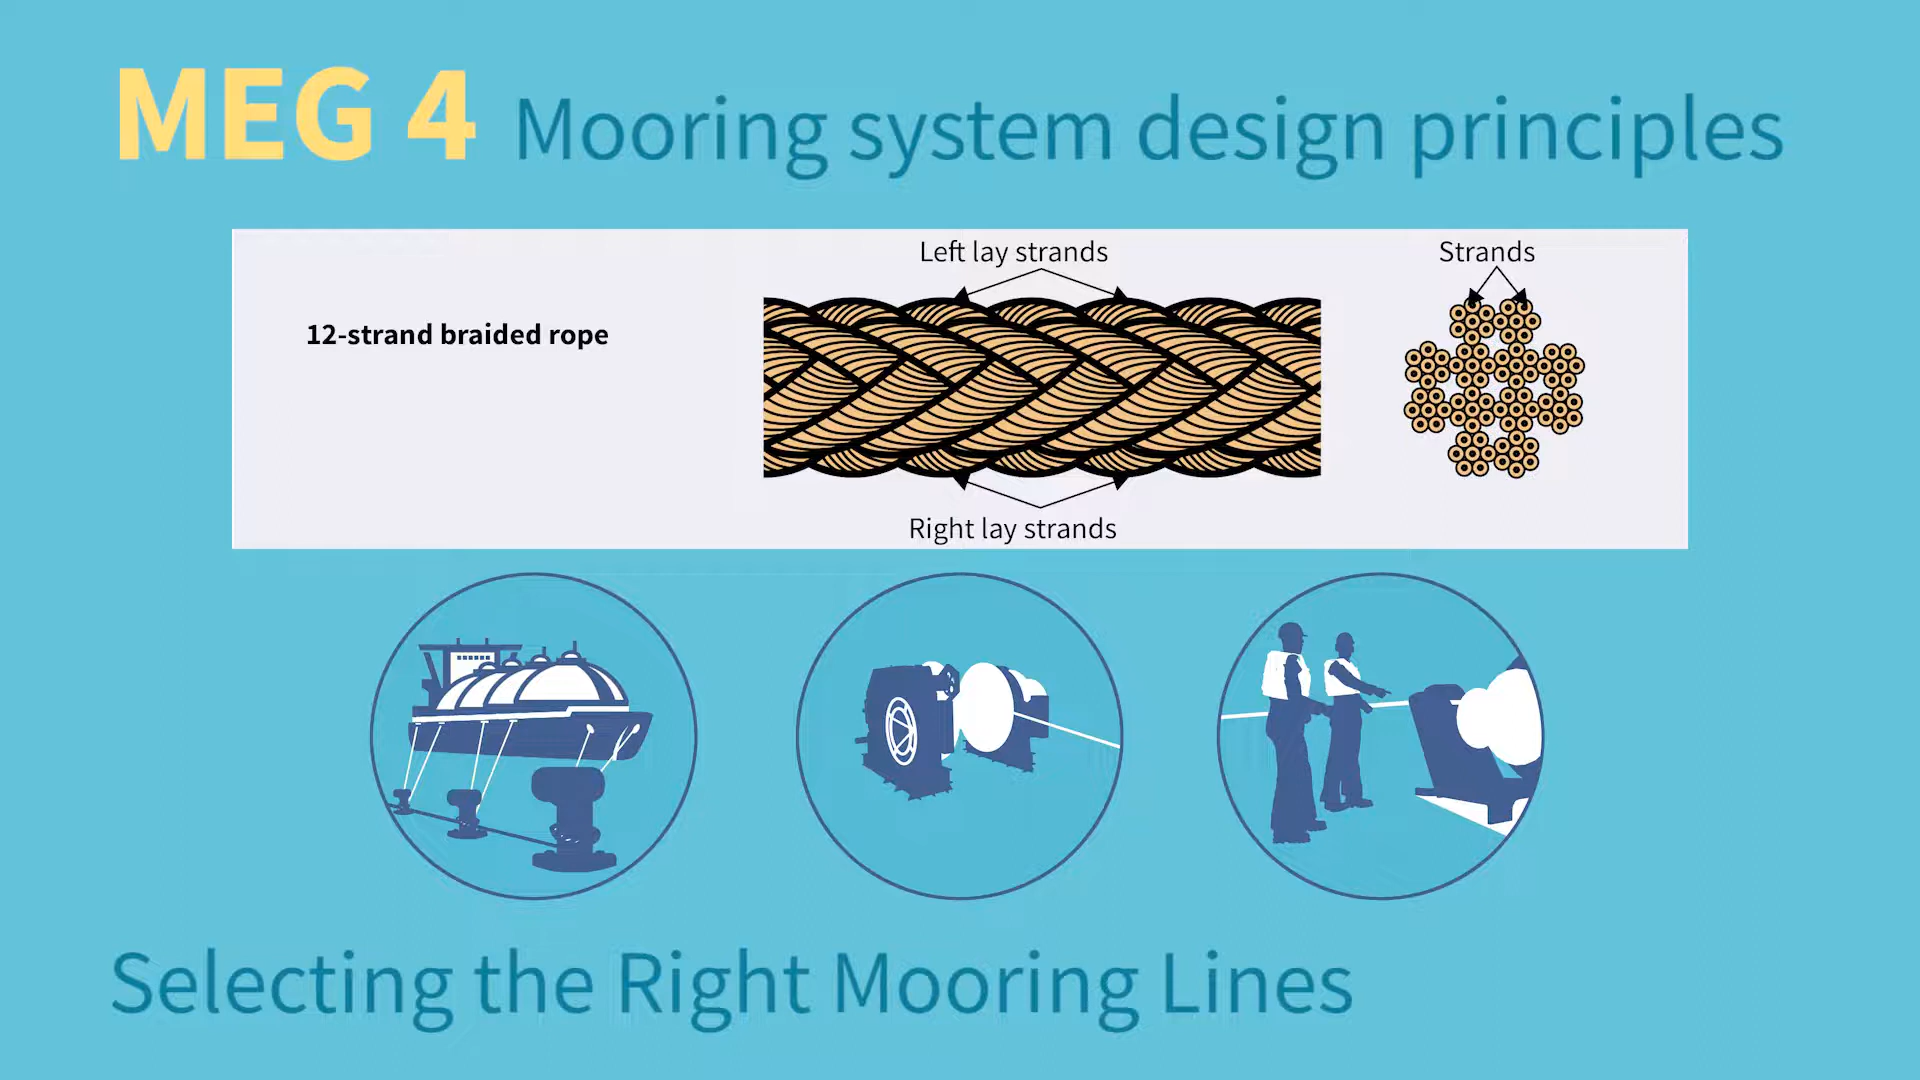 MEG 4 Mooring system design principles
Left lay strands
Strands
12-strand braided rope
Right lay strands
Selecting the Right Mooring Lines